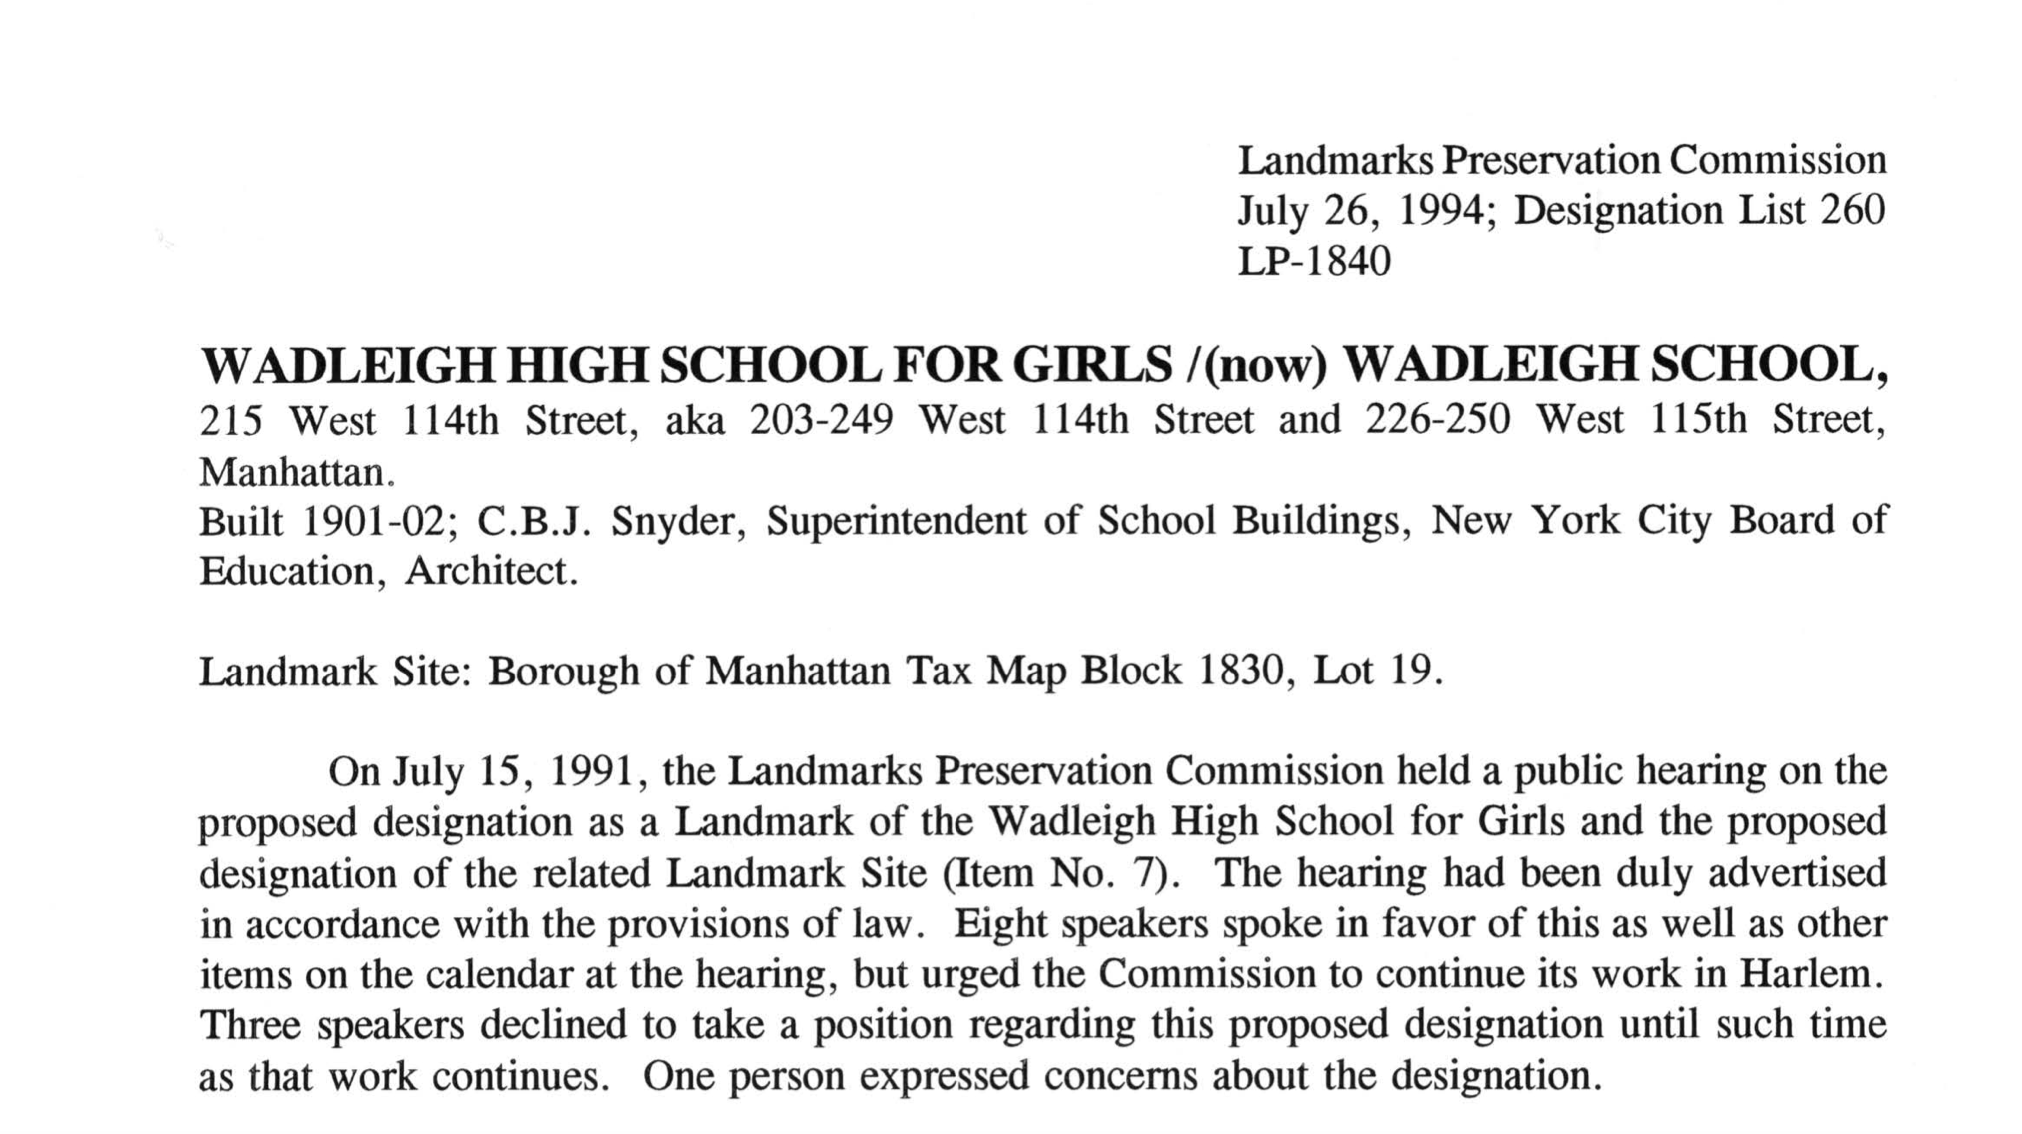 Landmarks Preservation Commission
July 26, 1994; Designation List 260
LP-1840
WADLEIGH HIGH SCHOOL FOR GIRLS /(now) WADLEIGH SCHOOL,
215 West 114th Street, aka 203-249 West 114th Street and 226-250 West 115th Street,
Manhattan.
Built 1901-02; C.B.J. Snyder, Superintendent of School Buildings, New York City Board of
Education, Architect.
Landmark Site: Borough of Manhattan Tax Map Block 1830, Lot 19.
On July 15, 1991, the Landmarks Preservation Commission held a public hearing on the
proposed designation as a Landmark of the Wadleigh High School for Girls and the proposed
designation of the related Landmark Site (Item No. 7). The hearing had been duly advertised
in accordance with the provisions of law. Eight speakers spoke in favor of this as well as other
items on the calendar at the hearing, but urged the Commission to continue its work in Harlem.
Three speakers declined to take a position regarding this proposed designation until such time
as that work continues. One person expressed concerns about the designation.